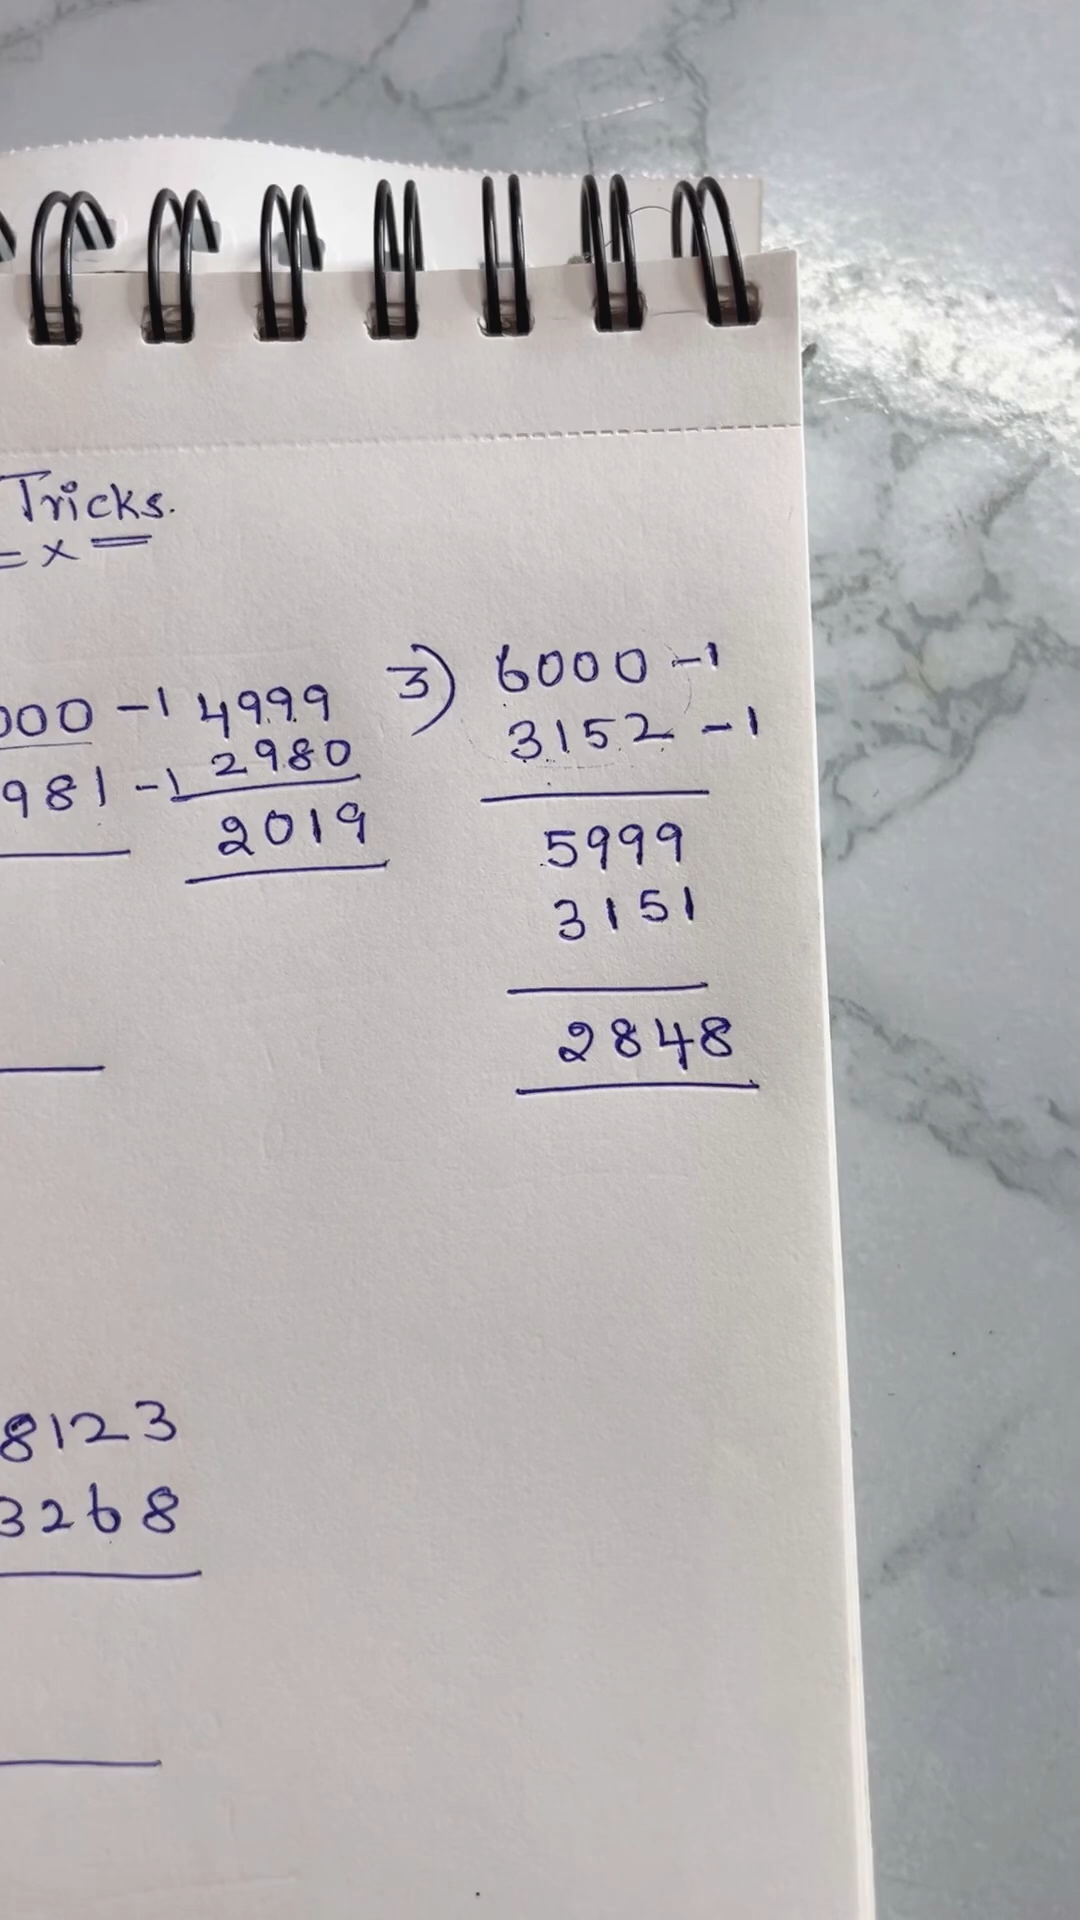 Tricks.
= x =
000 -1 4999
981 -1 2980
2019
3) 6000 -1
3152 -1
5999
3151
2848
8123
3268